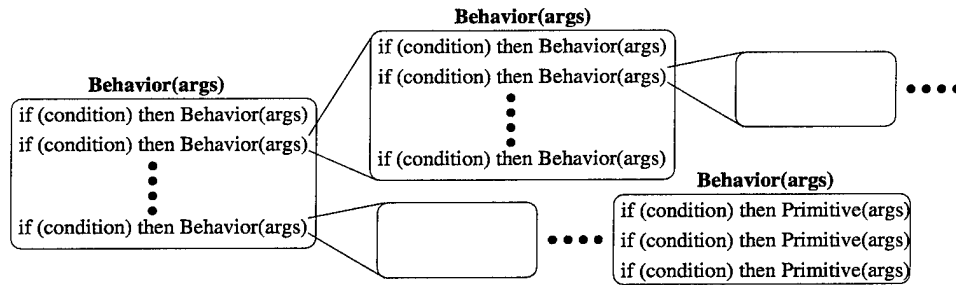 Behavior(args)
if (condition) then Behavior(args)
if (condition) then Behavior(args)
if (condition) then Behavior(args)
Behavior(args)
if (condition) then Behavior(args)
if (condition) then Behavior(args)
if (condition) then Behavior(args)
Behavior(args)
if (condition) then Primitive(args)
if (condition) then Primitive(args)
if (condition) then Primitive(args)